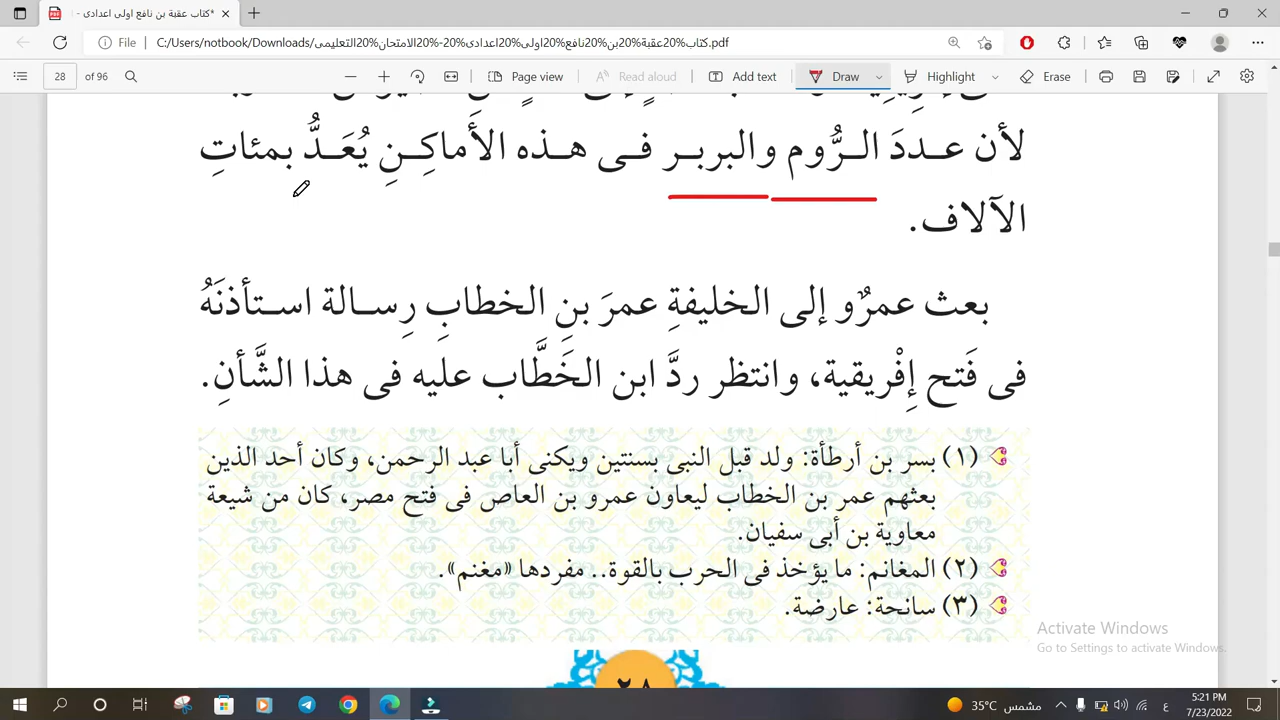 *كتاب عقبة بن نافع اولى اعدادى -
File
C:/Users/notbook/Downloads/كتاب%20عقبة%20بن%20نافع%20اولى%20اعدادى%20-%20الامتحان%20التعليمى.pdf
28 of 96
Page view
Read aloud
Add text
Draw
Highlight
Erase
لأن عـددَ الـرُّوم والبربـر فـى هـذه الأماكِـنِ يُعَـدُّ بمئاتِ
الآلاف.
بعث عمرٌو إلى الخليفةِ عمرَ بنِ الخطابِ رِسـالة اسـتأذنَهُ
فى فَتح إفْريقيةِ، وانتظر ردَّ ابن الخَطَّاب عليه فى هذا الشَّأنِ.
(١) بسر بن أرطأة: ولد قبل النبى بسنتين ويكنى أبا عبد الرحمن، وكان أحد الذين
بعثهم عمر بن الخطاب ليعاون عمرو بن العاص فى فتح مصر، كان من شيعة
معاوية بن أبى سفيان.
(٢) المغانم: ما يؤخذ فى الحرب بالقوة.. مفردها «مغنم».
(٣) سانحة: عارضة.
Activate Windows
Go to Settings to activate Windows.
٢٨
35°C مشمس
ع
5:21 PM
7/23/2022